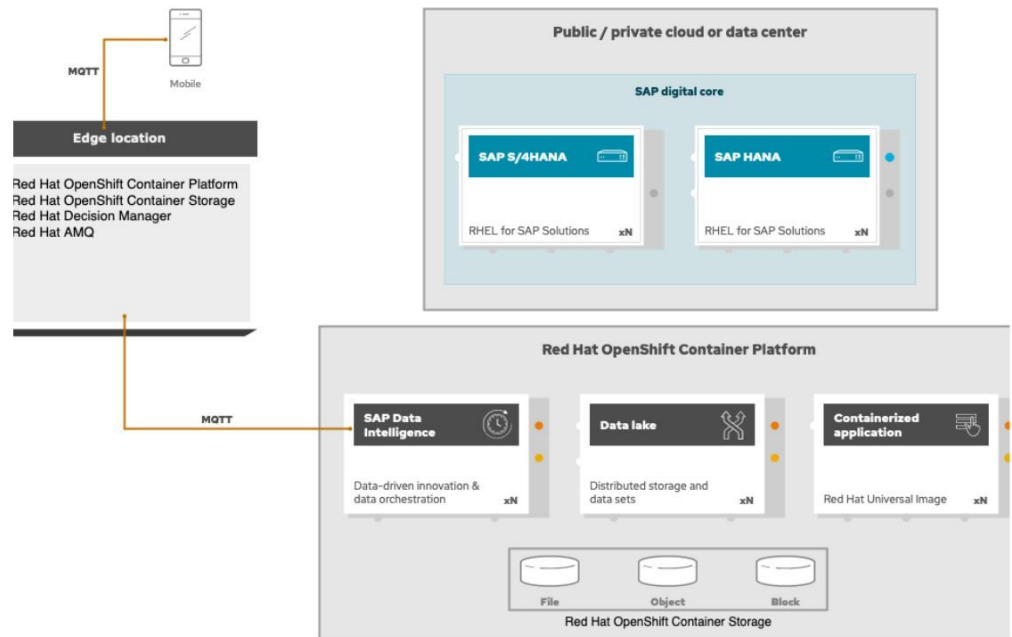 Public / private cloud or data center
MQTT
Mobile
SAP digital core
Edge location
SAP S/4HANA
SAP HANA
Red Hat OpenShift Container Platform
Red Hat OpenShift Container Storage
Red Hat Decision Manager
Red Hat AMQ
RHEL for SAP Solutions xN
RHEL for SAP Solutions xN
Red Hat OpenShift Container Platform
MQTT
SAP Data
Intelligence
Data lake
Containerized
application
Data-driven innovation &
data orchestration xN
Distributed storage and
data sets xN
Red Hat Universal Image xN
File
Object
Block
Red Hat OpenShift Container Storage